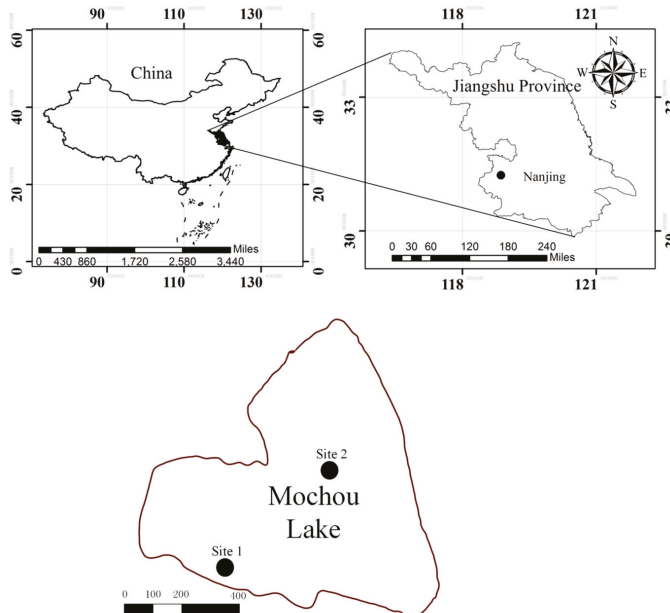 90 110 130
118 121
60
40
20
0
China
0 430 860 1,720 2,580 3,440 Miles
90 110 130
60
40
20
0
33
30
Jiangshu Province
N
W E
S
Nanjing
0 30 60 120 180 240
Miles
33
118 121
Site 2
Mochou
Lake
Site 1
0 100 200 400